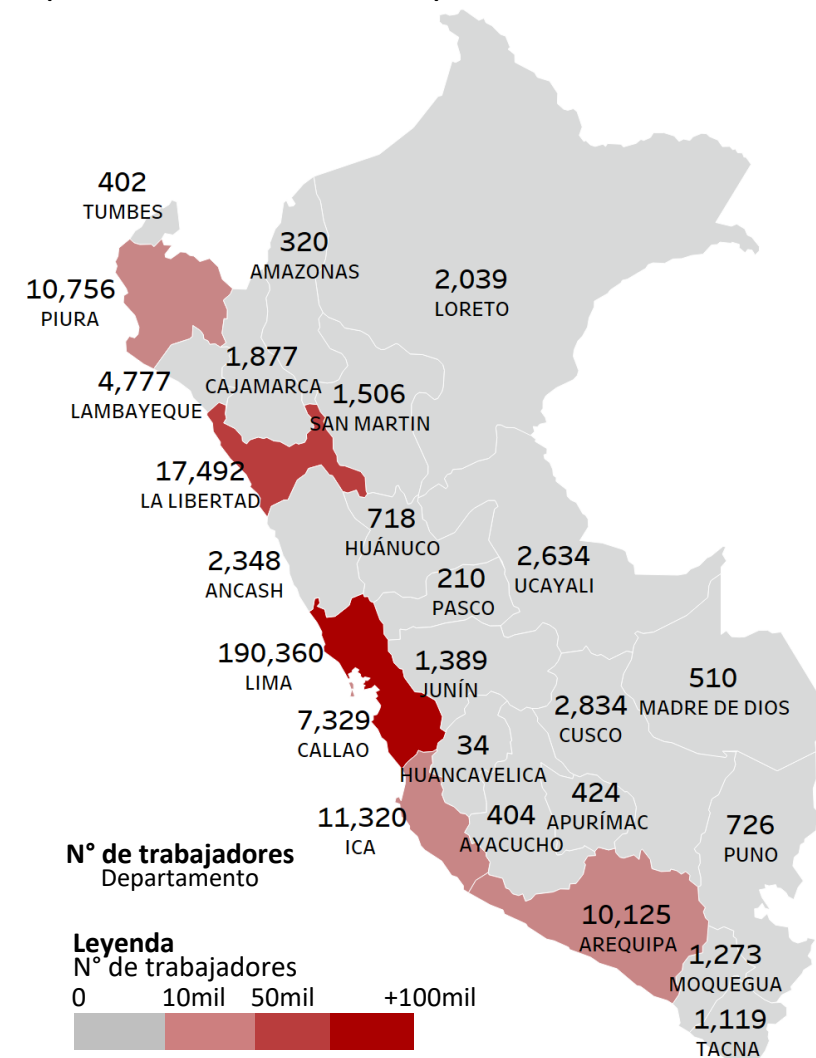 402
TUMBES
320
AMAZONAS
2,039
LORETO
10,756
PIURA
1,877
CAJAMARCA
4,777
LAMBAYEQUE
1,506
SAN MARTIN
17,492
LA LIBERTAD
718
HUÁNUCO
2,348
ANCASH
210
PASCO
2,634
UCAYALI
190,360
LIMA
1,389
JUNÍN
510
MADRE DE DIOS
7,329
CALLAO
2,834
CUSCO
34
HUANCAVELICA
11,320
ICA
404
AYACUCHO
424
APURÍMAC
726
PUNO
N° de trabajadores
Departamento
10,125
AREQUIPA
1,273
MOQUEGUA
1,119
TACNA
Leyenda
N° de trabajadores
0 10mil 50mil +100mil